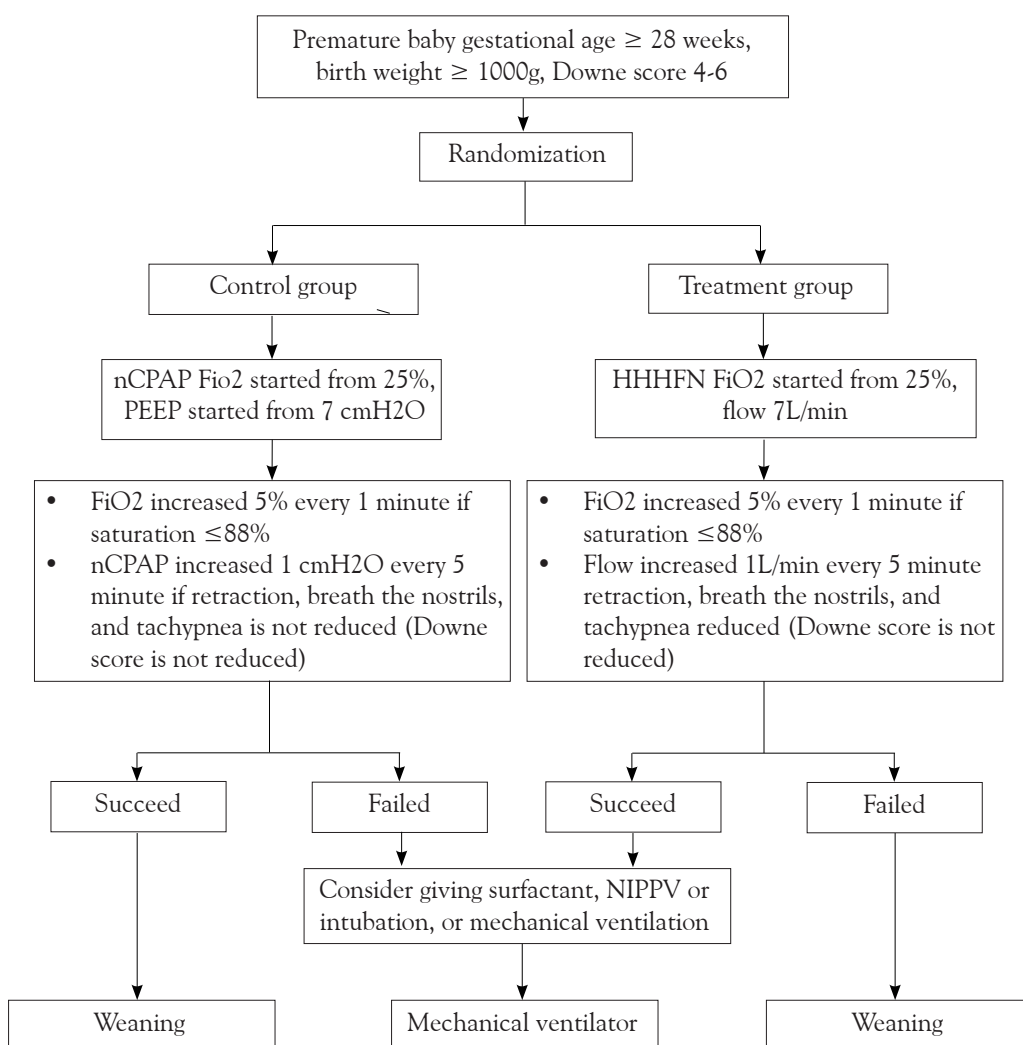 Premature baby gestational age ≥ 28 weeks,
birth weight ≥ 1000g, Downe score 4-6
Randomization
Control group
Treatment group
nCPAP Fio2 started from 25%,
PEEP started from 7 cmH2O
HHHFN FiO2 started from 25%,
flow 7L/min
• FiO2 increased 5% every 1 minute if
saturation ≤88%
• nCPAP increased 1 cmH2O every 5
minute if retraction, breath the nostrils,
and tachypnea is not reduced (Downe
score is not reduced)
• FiO2 increased 5% every 1 minute if
saturation ≤88%
• Flow increased 1L/min every 5 minute
retraction, breath the nostrils, and
tachypnea reduced (Downe score is not
reduced)
Succeed
Failed
Succeed
Failed
Consider giving surfactant, NIPPV or
intubation, or mechanical ventilation
Weaning
Mechanical ventilator
Weaning